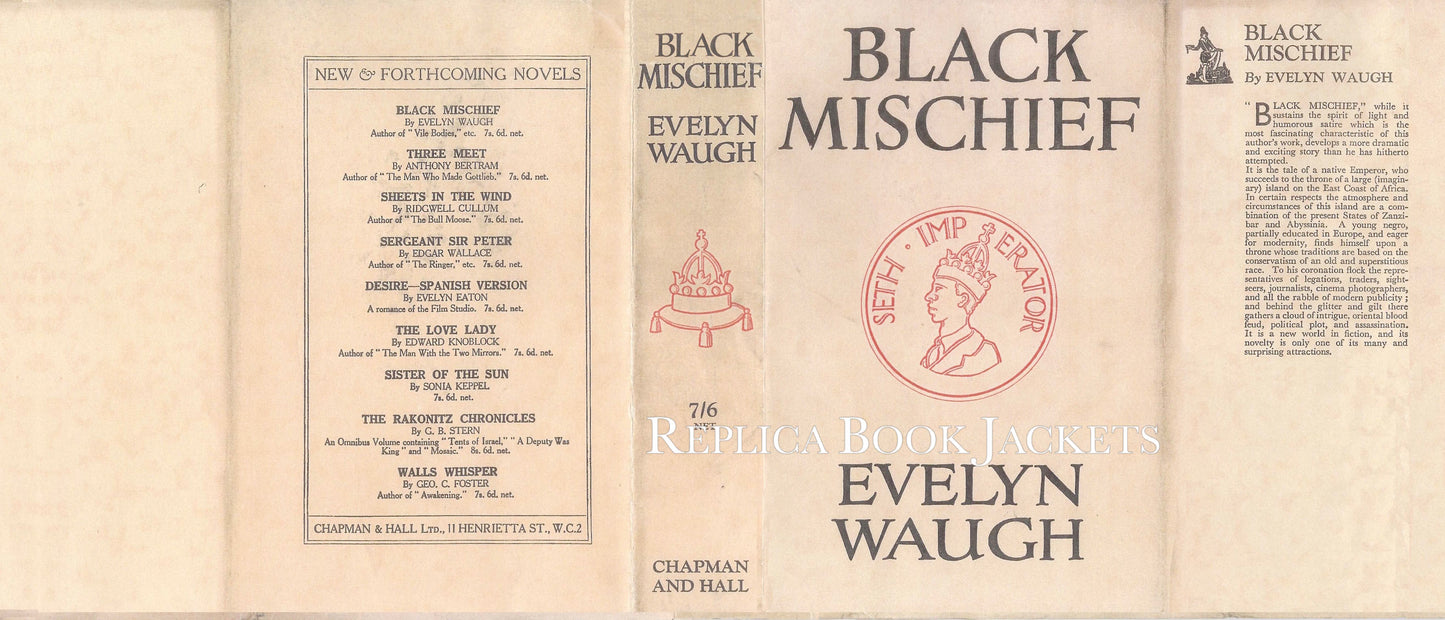 NEW & FORTHCOMING NOVELS
BLACK MISCHIEF
By EVELYN WAUGH
Author of "Vile Bodies," etc. 7s. 6d. net.
THREE MEET
By ANTHONY BERTRAM
Author of "The Man Who Made Gottlieb." 7s. 6d. net.
SHEETS IN THE WIND
By RIDGWELL CULLUM
Author of "The Bull Moose." 7s. 6d. net.
SERGEANT SIR PETER
By EDGAR WALLACE
Author of "The Ringer," etc. 7s. 6d. net.
DESIRE—SPANISH VERSION
By EVELYN EATON
A romance of the Film Studio. 7s. 6d. net.
THE LOVE LADY
By EDWARD KNOBLOCK
Author of "The Man With the Two Mirrors." 7s. 6d. net.
SISTER OF THE SUN
By SONIA KEPPEL
7s. 6d. net.
THE RAKONITZ CHRONICLES
By G. B. STERN
An Omnibus Volume containing "Tents of Israel," "A Deputy Was
King" and "Mosaic." 8s. 6d. net.
WALLS WHISPER
By GEO. C. FOSTER
Author of "Awakening." 7s. 6d. net.
CHAPMAN & HALL LTD., 11 HENRIETTA ST., W.C.2
BLACK
MISCHIEF
EVELYN
WAUGH
7/6
NET
CHAPMAN
AND HALL
BLACK
MISCHIEF
SETH · IMPERATOR
REPLICA BOOK JACKETS
EVELYN
WAUGH
BLACK
MISCHIEF
By EVELYN WAUGH
"BLACK MISCHIEF," while it
sustains the spirit of light and
humorous satire which is the
most fascinating characteristic of this
author's work, develops a more dramatic
and exciting story than he has hitherto
attempted.
It is the tale of a native Emperor, who
succeeds to the throne of a large (imagin-
ary) island on the East Coast of Africa.
In certain respects the atmosphere and
circumstances of this island are a com-
bination of the present States of Zanzi-
bar and Abyssinia. A young negro,
partially educated in Europe, and eager
for modernity, finds himself upon a
throne whose traditions are based on the
conservatism of an old and superstitious
race. To his coronation flock the repre-
sentatives of legations, traders, sight-
seers, journalists, cinema photographers,
and all the rabble of modern publicity ;
and behind the glitter and gilt there
gathers a cloud of intrigue, oriental blood
feud, political plot, and assassination.
It is a new world in fiction, and its
novelty is only one of its many and
surprising attractions.